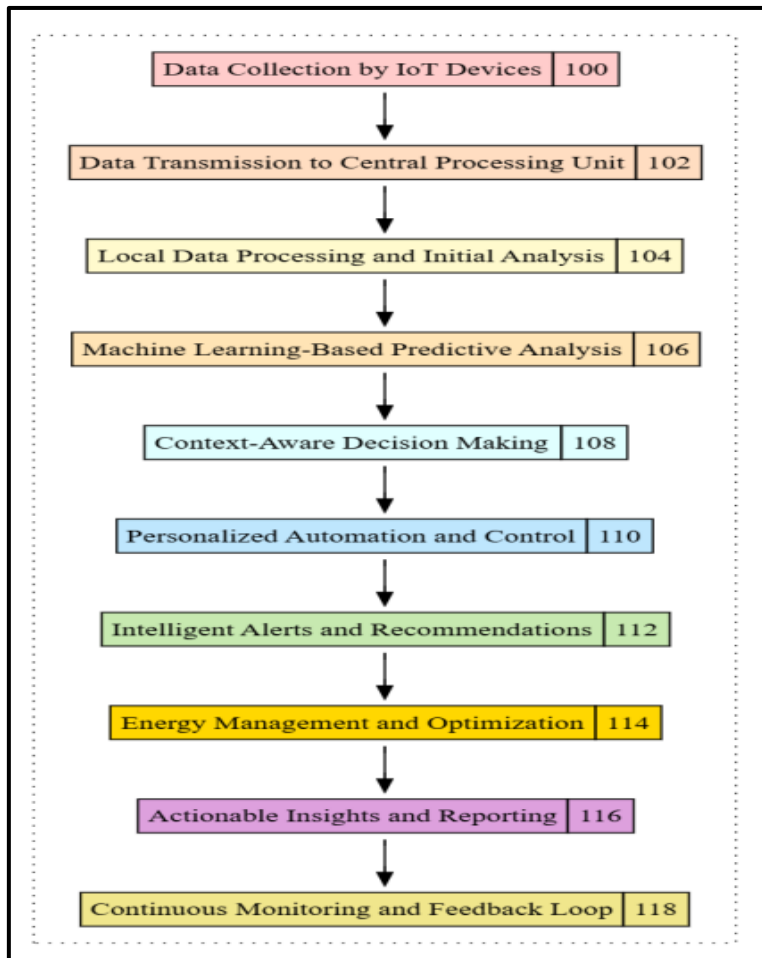 Data Collection by IoT Devices 100
Data Transmission to Central Processing Unit 102
Local Data Processing and Initial Analysis 104
Machine Learning-Based Predictive Analysis 106
Context-Aware Decision Making 108
Personalized Automation and Control 110
Intelligent Alerts and Recommendations 112
Energy Management and Optimization 114
Actionable Insights and Reporting 116
Continuous Monitoring and Feedback Loop 118